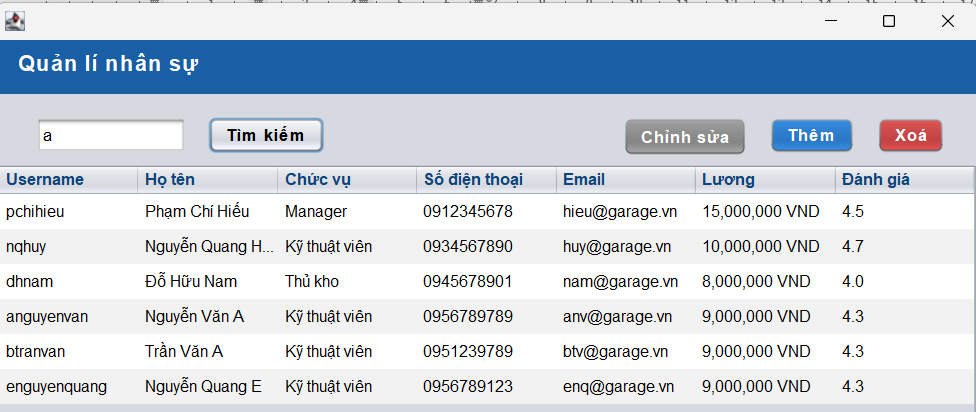 Quản lí nhân sự
a Tìm kiếm Chỉnh sửa Thêm Xoá
Username Họ tên Chức vụ Số điện thoại Email Lương Đánh giá
pchihieu Phạm Chí Hiếu Manager 0912345678 hieu@garage.vn 15,000,000 VND 4.5
nqhuy Nguyễn Quang H... Kỹ thuật viên 0934567890 huy@garage.vn 10,000,000 VND 4.7
dhnam Đỗ Hữu Nam Thủ kho 0945678901 nam@garage.vn 8,000,000 VND 4.0
anguyenvan Nguyễn Văn A Kỹ thuật viên 0956789789 anv@garage.vn 9,000,000 VND 4.3
btranvan Trần Văn A Kỹ thuật viên 0951239789 btv@garage.vn 9,000,000 VND 4.3
enguyenquang Nguyễn Quang E Kỹ thuật viên 0956789123 enq@garage.vn 9,000,000 VND 4.3